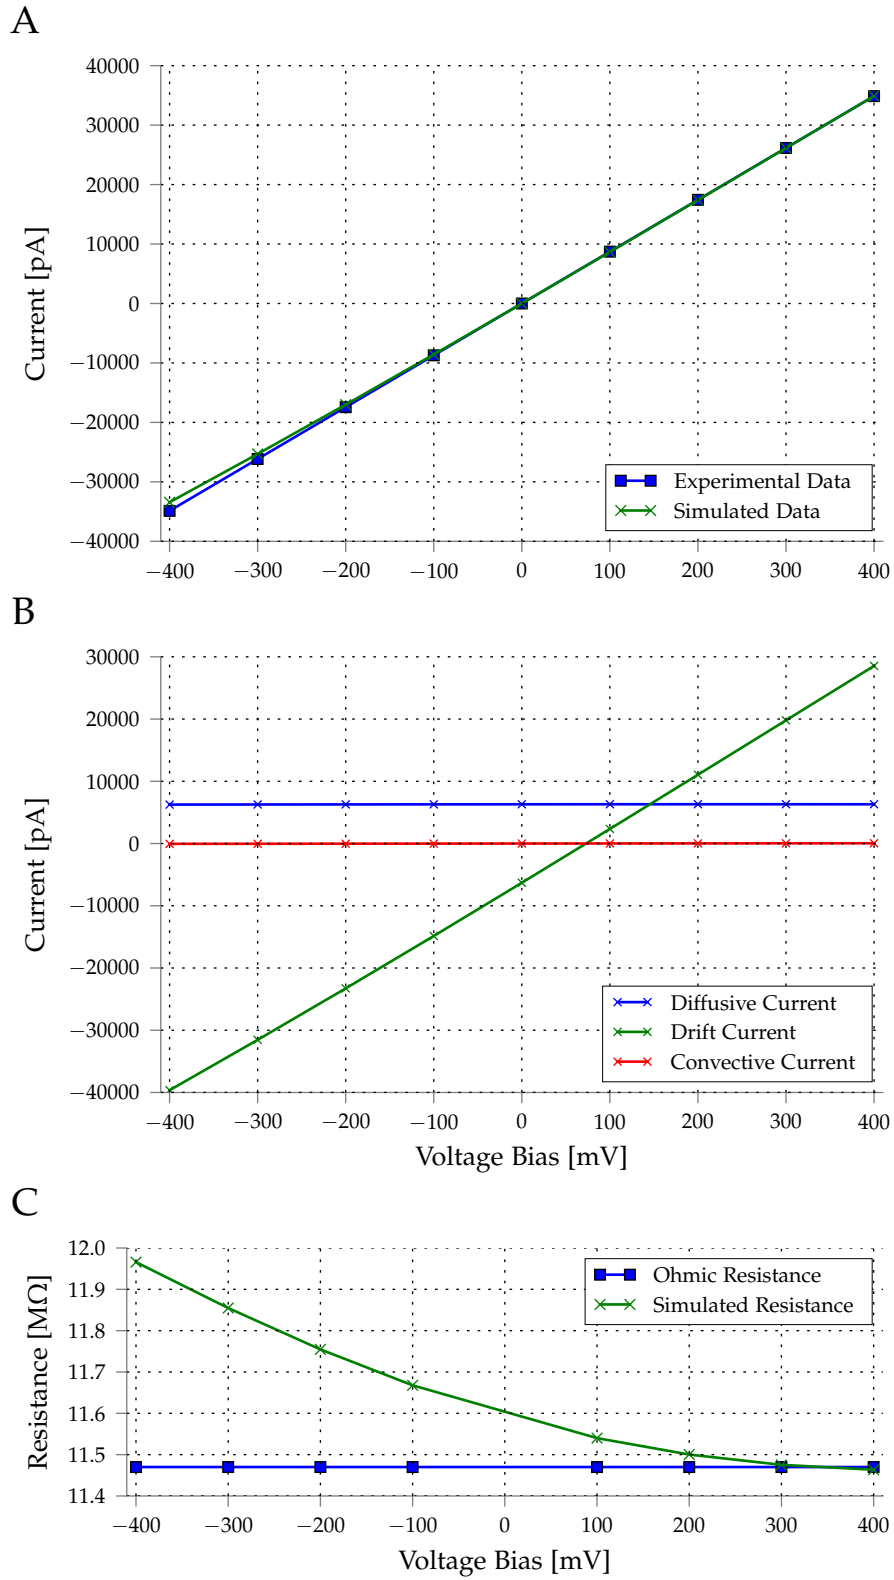 A
40000
30000
20000
10000
0
−10000
−20000
−30000
−40000
Current [pA]
Experimental Data
Simulated Data
−400 −300 −200 −100 0 100 200 300 400
B
30000
20000
10000
0
−10000
−20000
−30000
−40000
Current [pA]
Diffusive Current
Drift Current
Convective Current
−400 −300 −200 −100 0 100 200 300 400
Voltage Bias [mV]
C
12.0
11.9
11.8
11.7
11.6
11.5
11.4
Resistance [MΩ]
Ohmic Resistance
Simulated Resistance
−400 −300 −200 −100 0 100 200 300 400
Voltage Bias [mV]